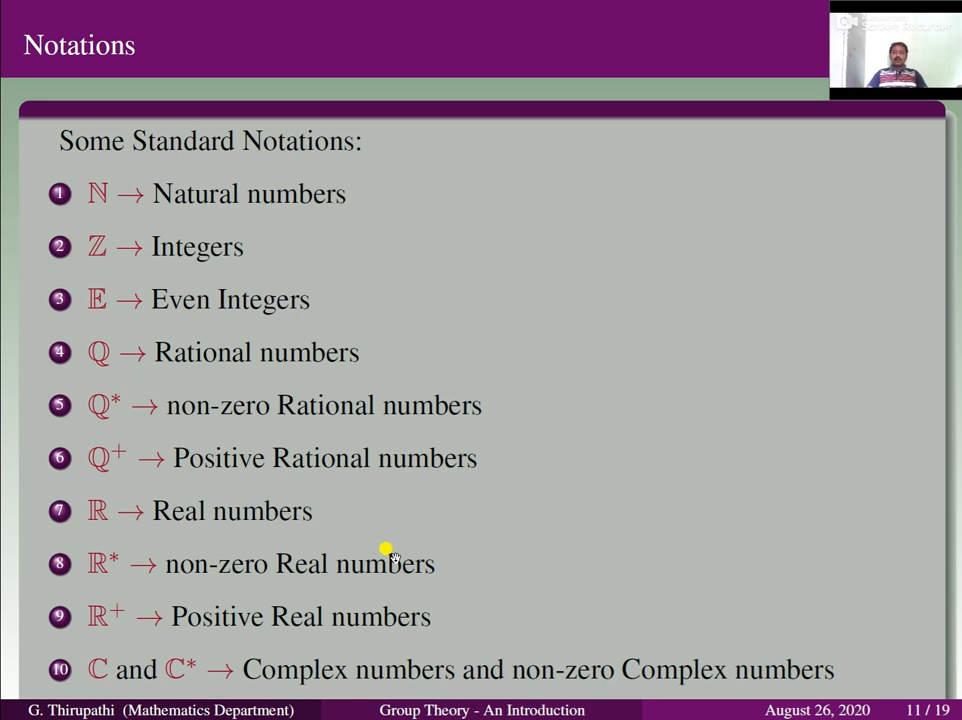 Notations
Screen Recorder
Some Standard Notations:
1 ℕ → Natural numbers
2 ℤ → Integers
3 𝔼 → Even Integers
4 ℚ → Rational numbers
5 ℚ* → non-zero Rational numbers
6 ℚ⁺ → Positive Rational numbers
7 ℝ → Real numbers
8 ℝ* → non-zero Real numbers
9 ℝ⁺ → Positive Real numbers
10 ℂ and ℂ* → Complex numbers and non-zero Complex numbers
G. Thirupathi (Mathematics Department) Group Theory - An Introduction August 26, 2020 11 / 19